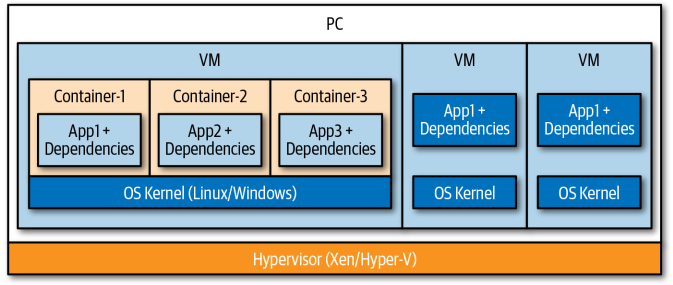 PC
VM
VM
VM
Container-1
Container-2
Container-3
App1 +
Dependencies
App2 +
Dependencies
App3 +
Dependencies
App1 +
Dependencies
App1 +
Dependencies
OS Kernel (Linux/Windows)
OS Kernel
OS Kernel
Hypervisor (Xen/Hyper-V)